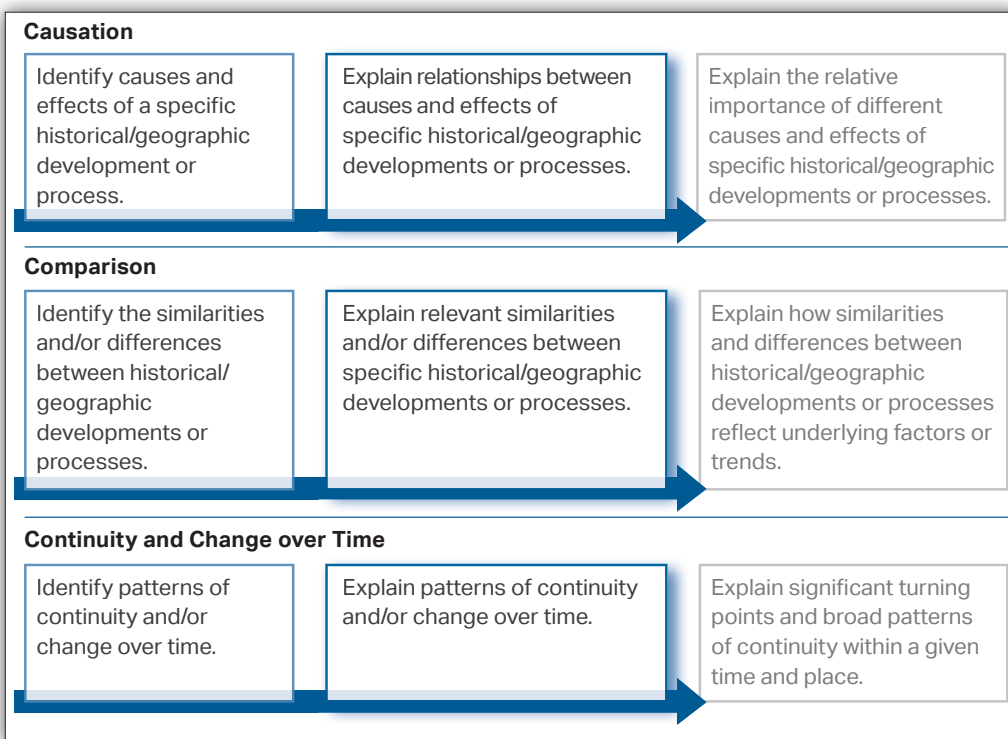 Causation
Identify causes and
effects of a specific
historical/geographic
development or
process.
Explain relationships between
causes and effects of
specific historical/geographic
developments or processes.
Explain the relative
importance of different
causes and effects of
specific historical/geographic
developments or processes.
Comparison
Identify the similarities
and/or differences
between historical/
geographic
developments or
processes.
Explain relevant similarities
and/or differences between
specific historical/geographic
developments or processes.
Explain how similarities
and differences between
historical/geographic
developments or processes
reflect underlying factors or
trends.
Continuity and Change over Time
Identify patterns of
continuity and/or
change over time.
Explain patterns of continuity
and/or change over time.
Explain significant turning
points and broad patterns
of continuity within a given
time and place.